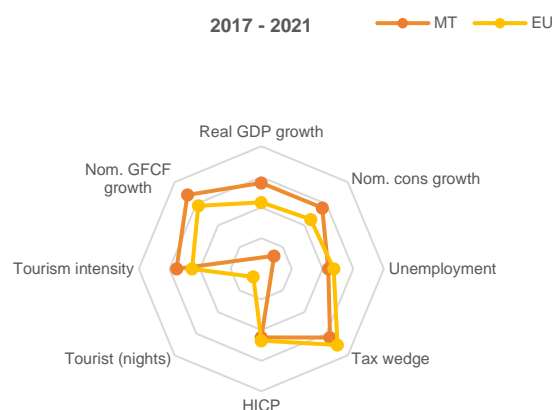 2017 - 2021
MT
EU
Real GDP growth
Nom. GFCF
growth
Nom. cons growth
Tourism intensity
Unemployment
Tourist (nights)
Tax wedge
HICP